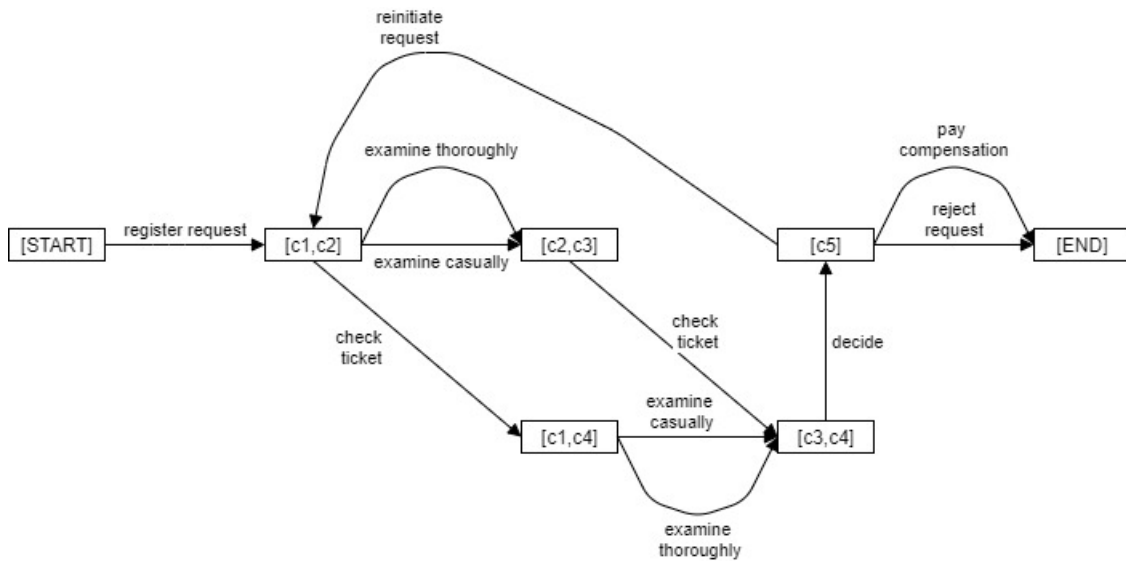 reinitiate
request
pay
compensation
examine thoroughly
register request
reject
request
[START]
[c1,c2]
[c2,c3]
[c5]
[END]
examine casually
check
ticket
check
ticket
decide
examine
casually
[c1,c4]
[c3,c4]
examine
thoroughly